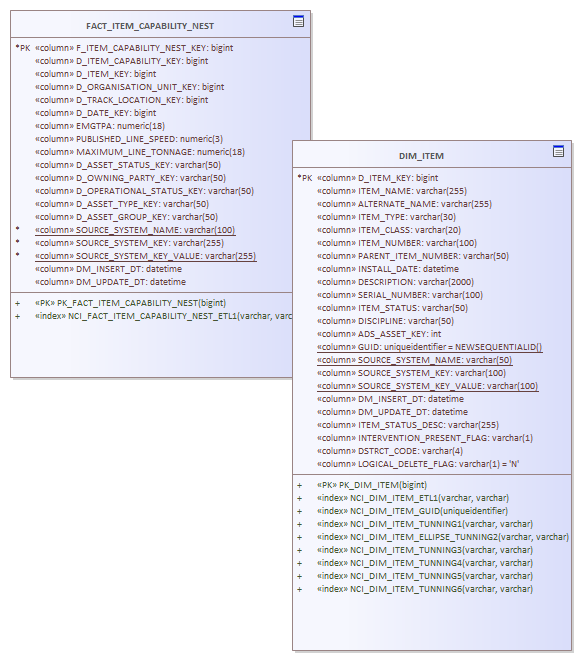 FACT_ITEM_CAPABILITY_NEST
*PK «column» F_ITEM_CAPABILITY_NEST_KEY: bigint
«column» D_ITEM_CAPABILITY_KEY: bigint
«column» D_ITEM_KEY: bigint
«column» D_ORGANISATION_UNIT_KEY: bigint
«column» D_TRACK_LOCATION_KEY: bigint
«column» D_DATE_KEY: bigint
«column» EMGTPA: numeric(18)
«column» PUBLISHED_LINE_SPEED: numeric(3)
«column» MAXIMUM_LINE_TONNAGE: numeric(18)
«column» D_ASSET_STATUS_KEY: varchar(50)
«column» D_OWNING_PARTY_KEY: varchar(50)
«column» D_OPERATIONAL_STATUS_KEY: varchar(50)
«column» D_ASSET_TYPE_KEY: varchar(50)
«column» D_ASSET_GROUP_KEY: varchar(50)
* «column» SOURCE_SYSTEM_NAME: varchar(100)
* «column» SOURCE_SYSTEM_KEY: varchar(255)
* «column» SOURCE_SYSTEM_KEY_VALUE: varchar(255)
«column» DM_INSERT_DT: datetime
«column» DM_UPDATE_DT: datetime
+ «PK» PK_FACT_ITEM_CAPABILITY_NEST(bigint)
+ «index» NCI_FACT_ITEM_CAPABILITY_NEST_ETL1(varchar, varc
DIM_ITEM
*PK «column» D_ITEM_KEY: bigint
«column» ITEM_NAME: varchar(255)
«column» ALTERNATE_NAME: varchar(255)
«column» ITEM_TYPE: varchar(30)
«column» ITEM_CLASS: varchar(20)
«column» ITEM_NUMBER: varchar(100)
«column» PARENT_ITEM_NUMBER: varchar(50)
«column» INSTALL_DATE: datetime
«column» DESCRIPTION: varchar(2000)
«column» SERIAL_NUMBER: varchar(100)
«column» ITEM_STATUS: varchar(50)
«column» DISCIPLINE: varchar(50)
«column» ADS_ASSET_KEY: int
«column» GUID: uniqueidentifier = NEWSEQUENTIALID()
«column» SOURCE_SYSTEM_NAME: varchar(50)
«column» SOURCE_SYSTEM_KEY: varchar(100)
«column» SOURCE_SYSTEM_KEY_VALUE: varchar(100)
«column» DM_INSERT_DT: datetime
«column» DM_UPDATE_DT: datetime
«column» ITEM_STATUS_DESC: varchar(255)
«column» INTERVENTION_PRESENT_FLAG: varchar(1)
«column» DSTRCT_CODE: varchar(4)
«column» LOGICAL_DELETE_FLAG: varchar(1) = 'N'
+ «PK» PK_DIM_ITEM(bigint)
+ «index» NCI_DIM_ITEM_ETL1(varchar, varchar)
+ «index» NCI_DIM_ITEM_GUID(uniqueidentifier)
+ «index» NCI_DIM_ITEM_TUNNING1(varchar, varchar)
+ «index» NCI_DIM_ITEM_ELLIPSE_TUNNING2(varchar, varchar)
+ «index» NCI_DIM_ITEM_TUNNING3(varchar, varchar)
+ «index» NCI_DIM_ITEM_TUNNING4(varchar, varchar)
+ «index» NCI_DIM_ITEM_TUNNING5(varchar, varchar)
+ «index» NCI_DIM_ITEM_TUNNING6(varchar, varchar)